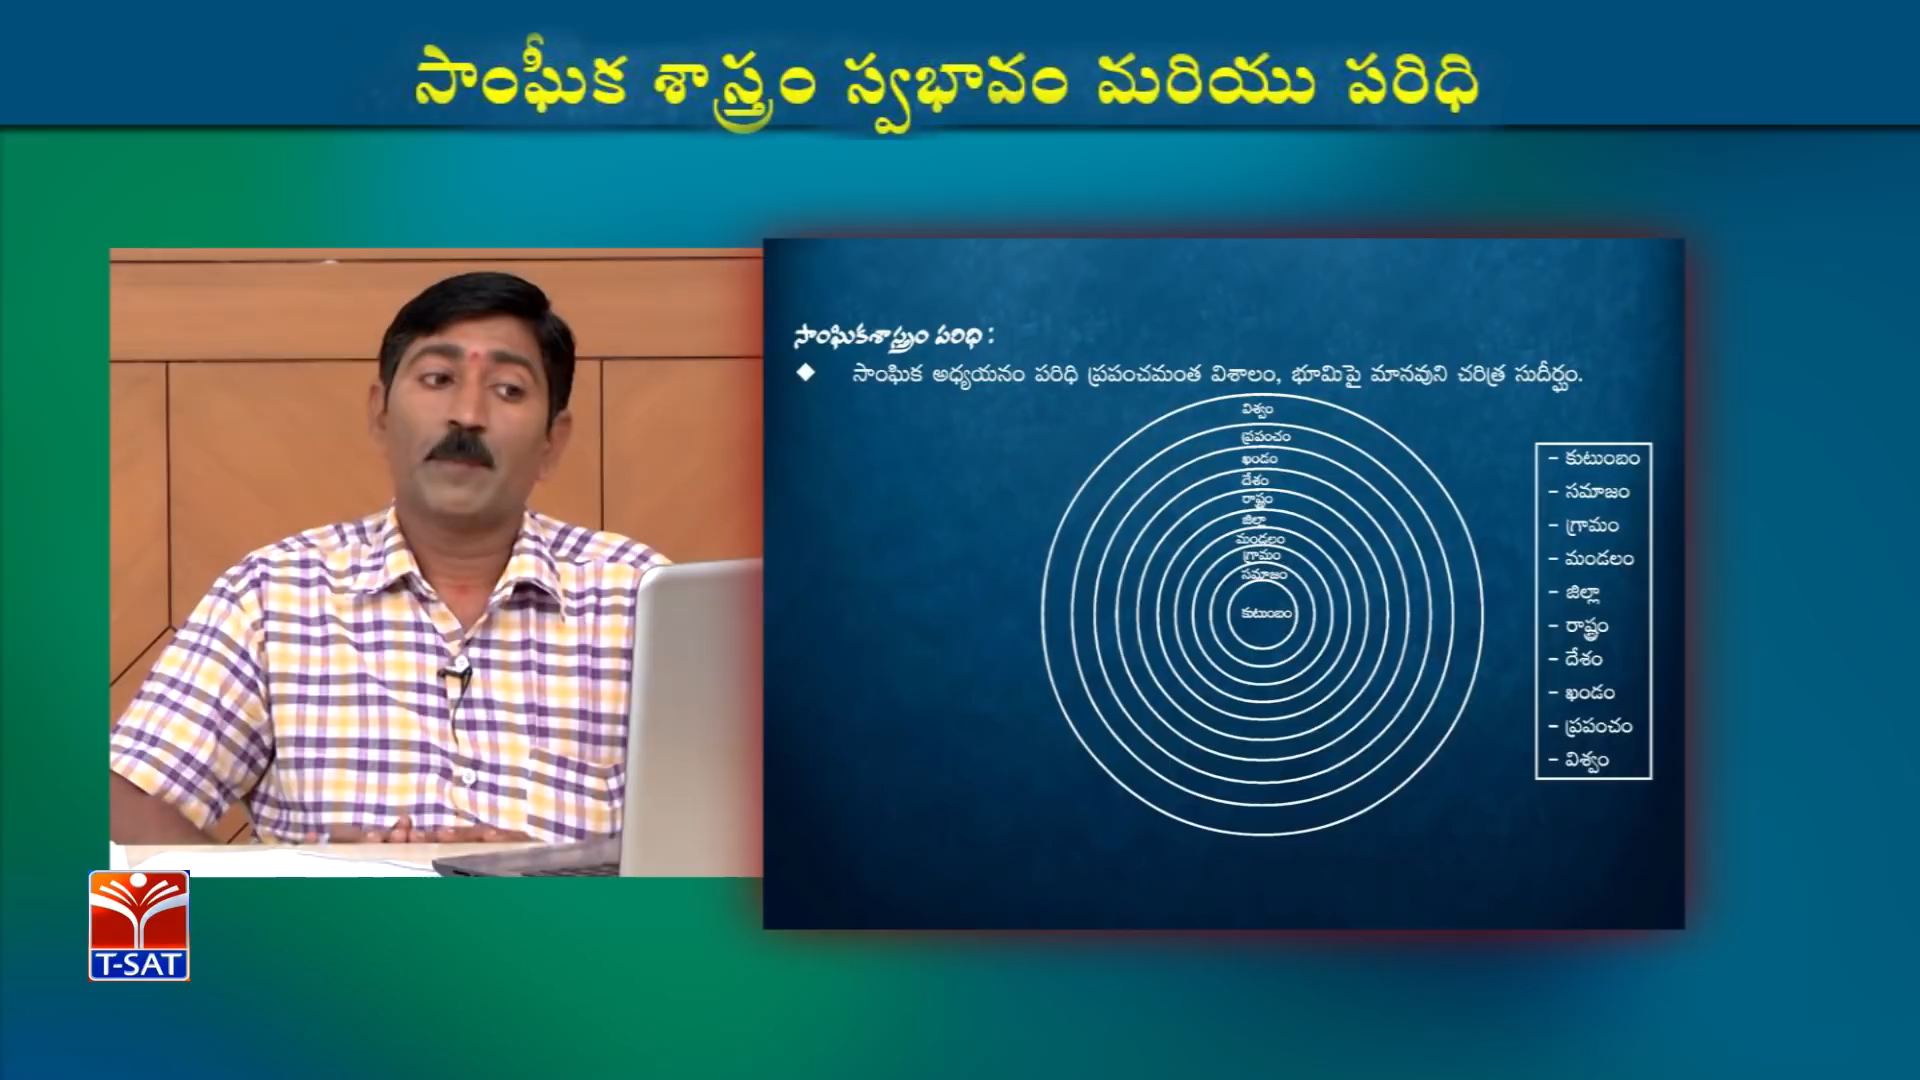 సాంఘీక శాస్త్రం స్వభావం మరియు పరిధి
సాంఘికశాస్త్రం పరిధి :
సాంఘిక అధ్యయనం పరిధి ప్రపంచమంత విశాలం, భూమిపై మానవుని చరిత్ర సుదీర్ఘం.
విశ్వం
ప్రపంచం
ఖండం
దేశం
రాష్ట్రం
జిల్లా
మండలం
గ్రామం
సమాజం
కుటుంబం
- కుటుంబం
- సమాజం
- గ్రామం
- మండలం
- జిల్లా
- రాష్ట్రం
- దేశం
- ఖండం
- ప్రపంచం
- విశ్వం
T-SAT